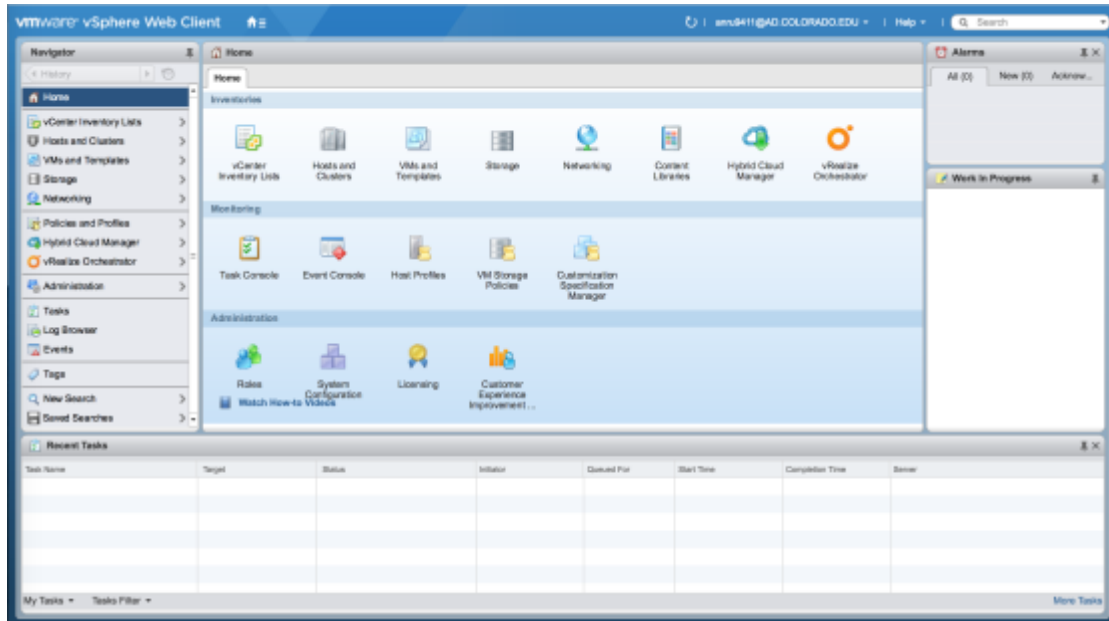 vmware vSphere Web Client
AD.COLORADO.EDU
Help
Search
Navigator
History
Home
vCenter Inventory Lists
Hosts and Clusters
VMs and Templates
Storage
Networking
Policies and Profiles
Hybrid Cloud Manager
vRealize Orchestrator
Administration
Tasks
Log Browser
Events
Tags
New Search
Saved Searches
Home
Home
Inventories
vCenter Inventory Lists
Hosts and Clusters
VMs and Templates
Storage
Networking
Content Libraries
Hybrid Cloud Manager
vRealize Orchestrator
Monitoring
Task Console
Event Console
Host Profiles
VM Storage Policies
Customization Specification Manager
Administration
Roles
System Configuration
Licensing
Customer Experience Improvement ...
Watch How-to Videos
Alarms
All (0) New (0) Acknow...
Work In Progress
Recent Tasks
Task Name Target Status Initiator Queued For Start Time Completion Time Server
My Tasks Tasks Filter More Tasks